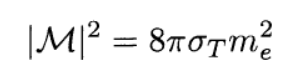 |ℳ|² = 8πσ_T m_e²